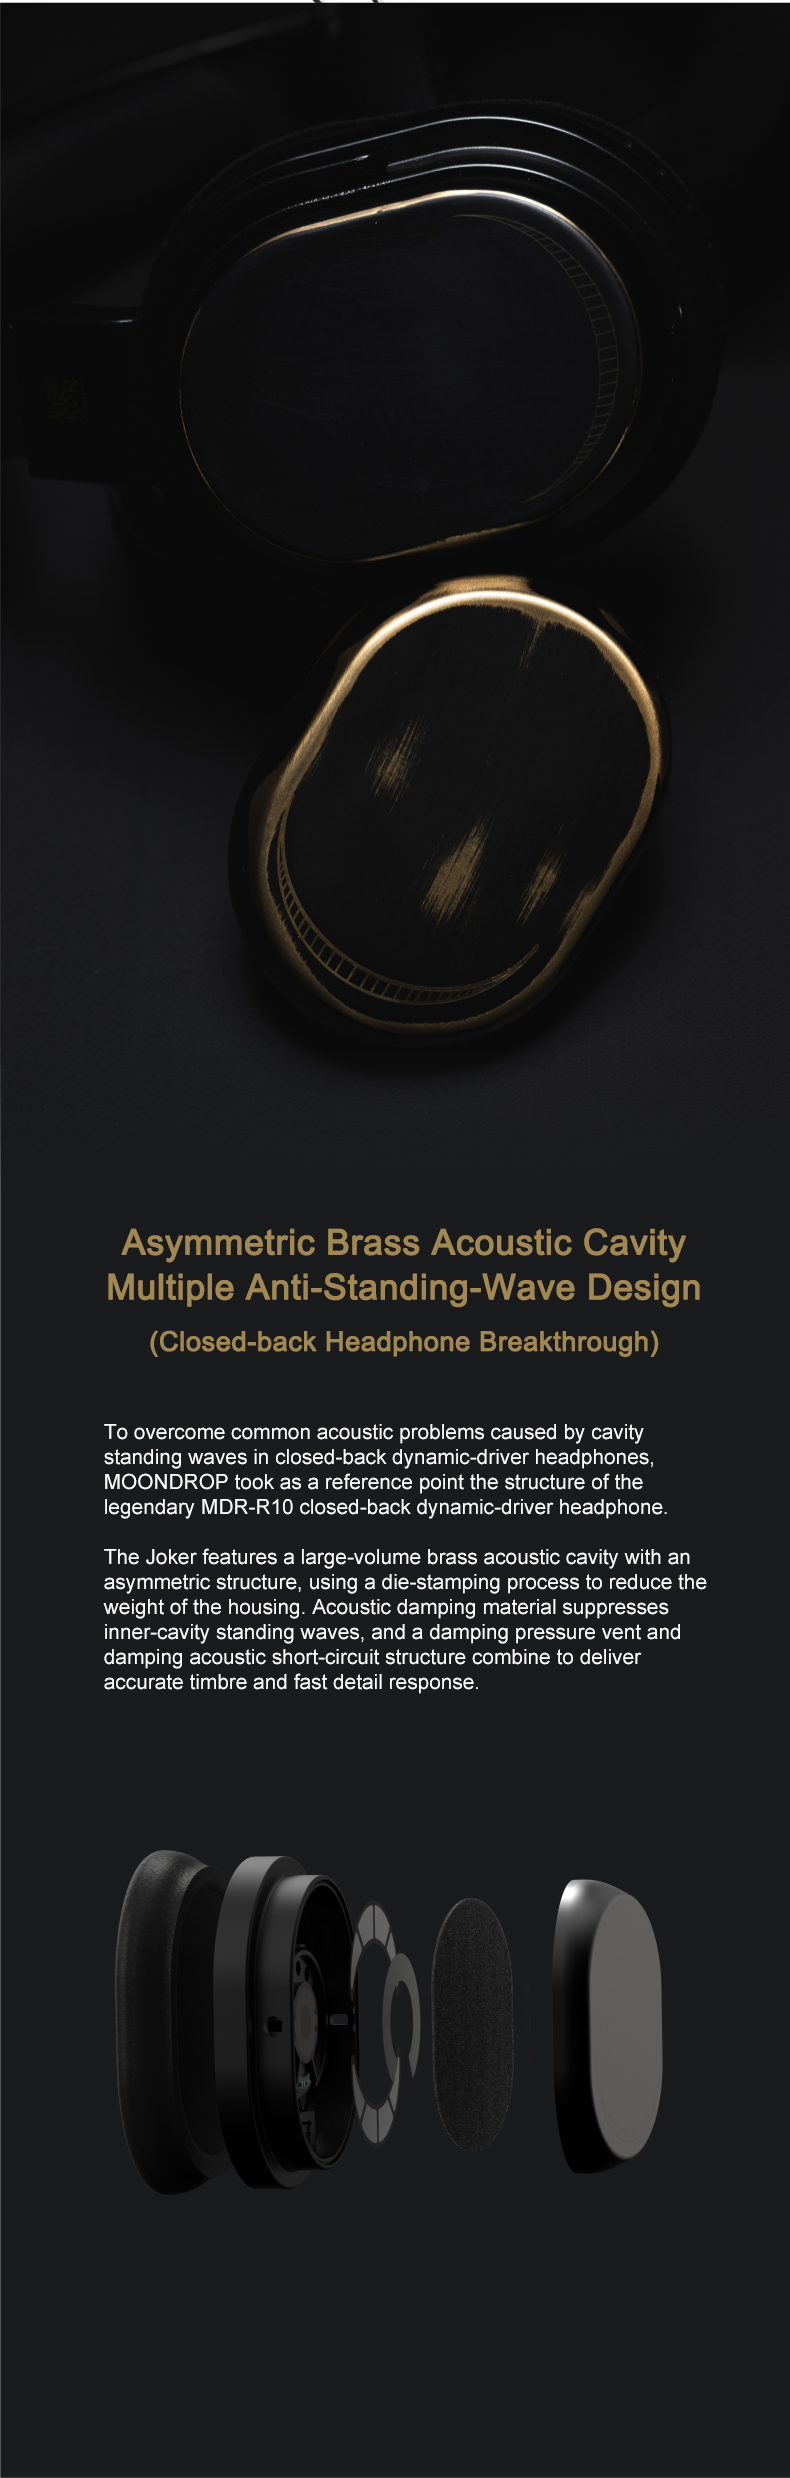 Asymmetric Brass Acoustic Cavity
Multiple Anti-Standing-Wave Design
(Closed-back Headphone Breakthrough)
To overcome common acoustic problems caused by cavity
standing waves in closed-back dynamic-driver headphones,
MOONDROP took as a reference point the structure of the
legendary MDR-R10 closed-back dynamic-driver headphone.
The Joker features a large-volume brass acoustic cavity with an
asymmetric structure, using a die-stamping process to reduce the
weight of the housing. Acoustic damping material suppresses
inner-cavity standing waves, and a damping pressure vent and
damping acoustic short-circuit structure combine to deliver
accurate timbre and fast detail response.